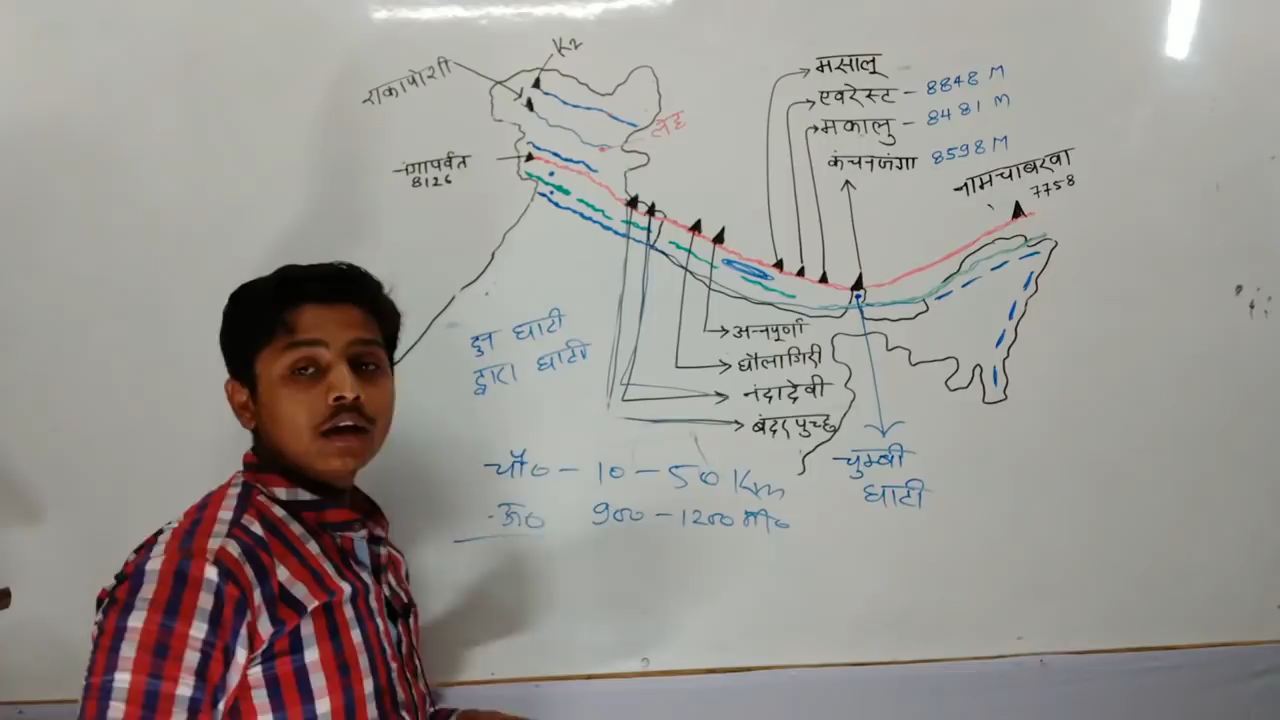 K2
राकापोशी
लेह
नंगापर्वत
8126
मसालू
एवरेस्ट - 8848 M
मकालु - 8481 M
कंचनजंगा 8598 M
नामचाबरवा
7758
दुन घाटी
द्वारा घाटी
अन्नपूर्णा
धौलागिरी
नंदादेवी
बंदरपुच्छ
चुम्बी
घाटी
चौ० - 10 - 50 Km
ऊ० 900 - 1200 मी०